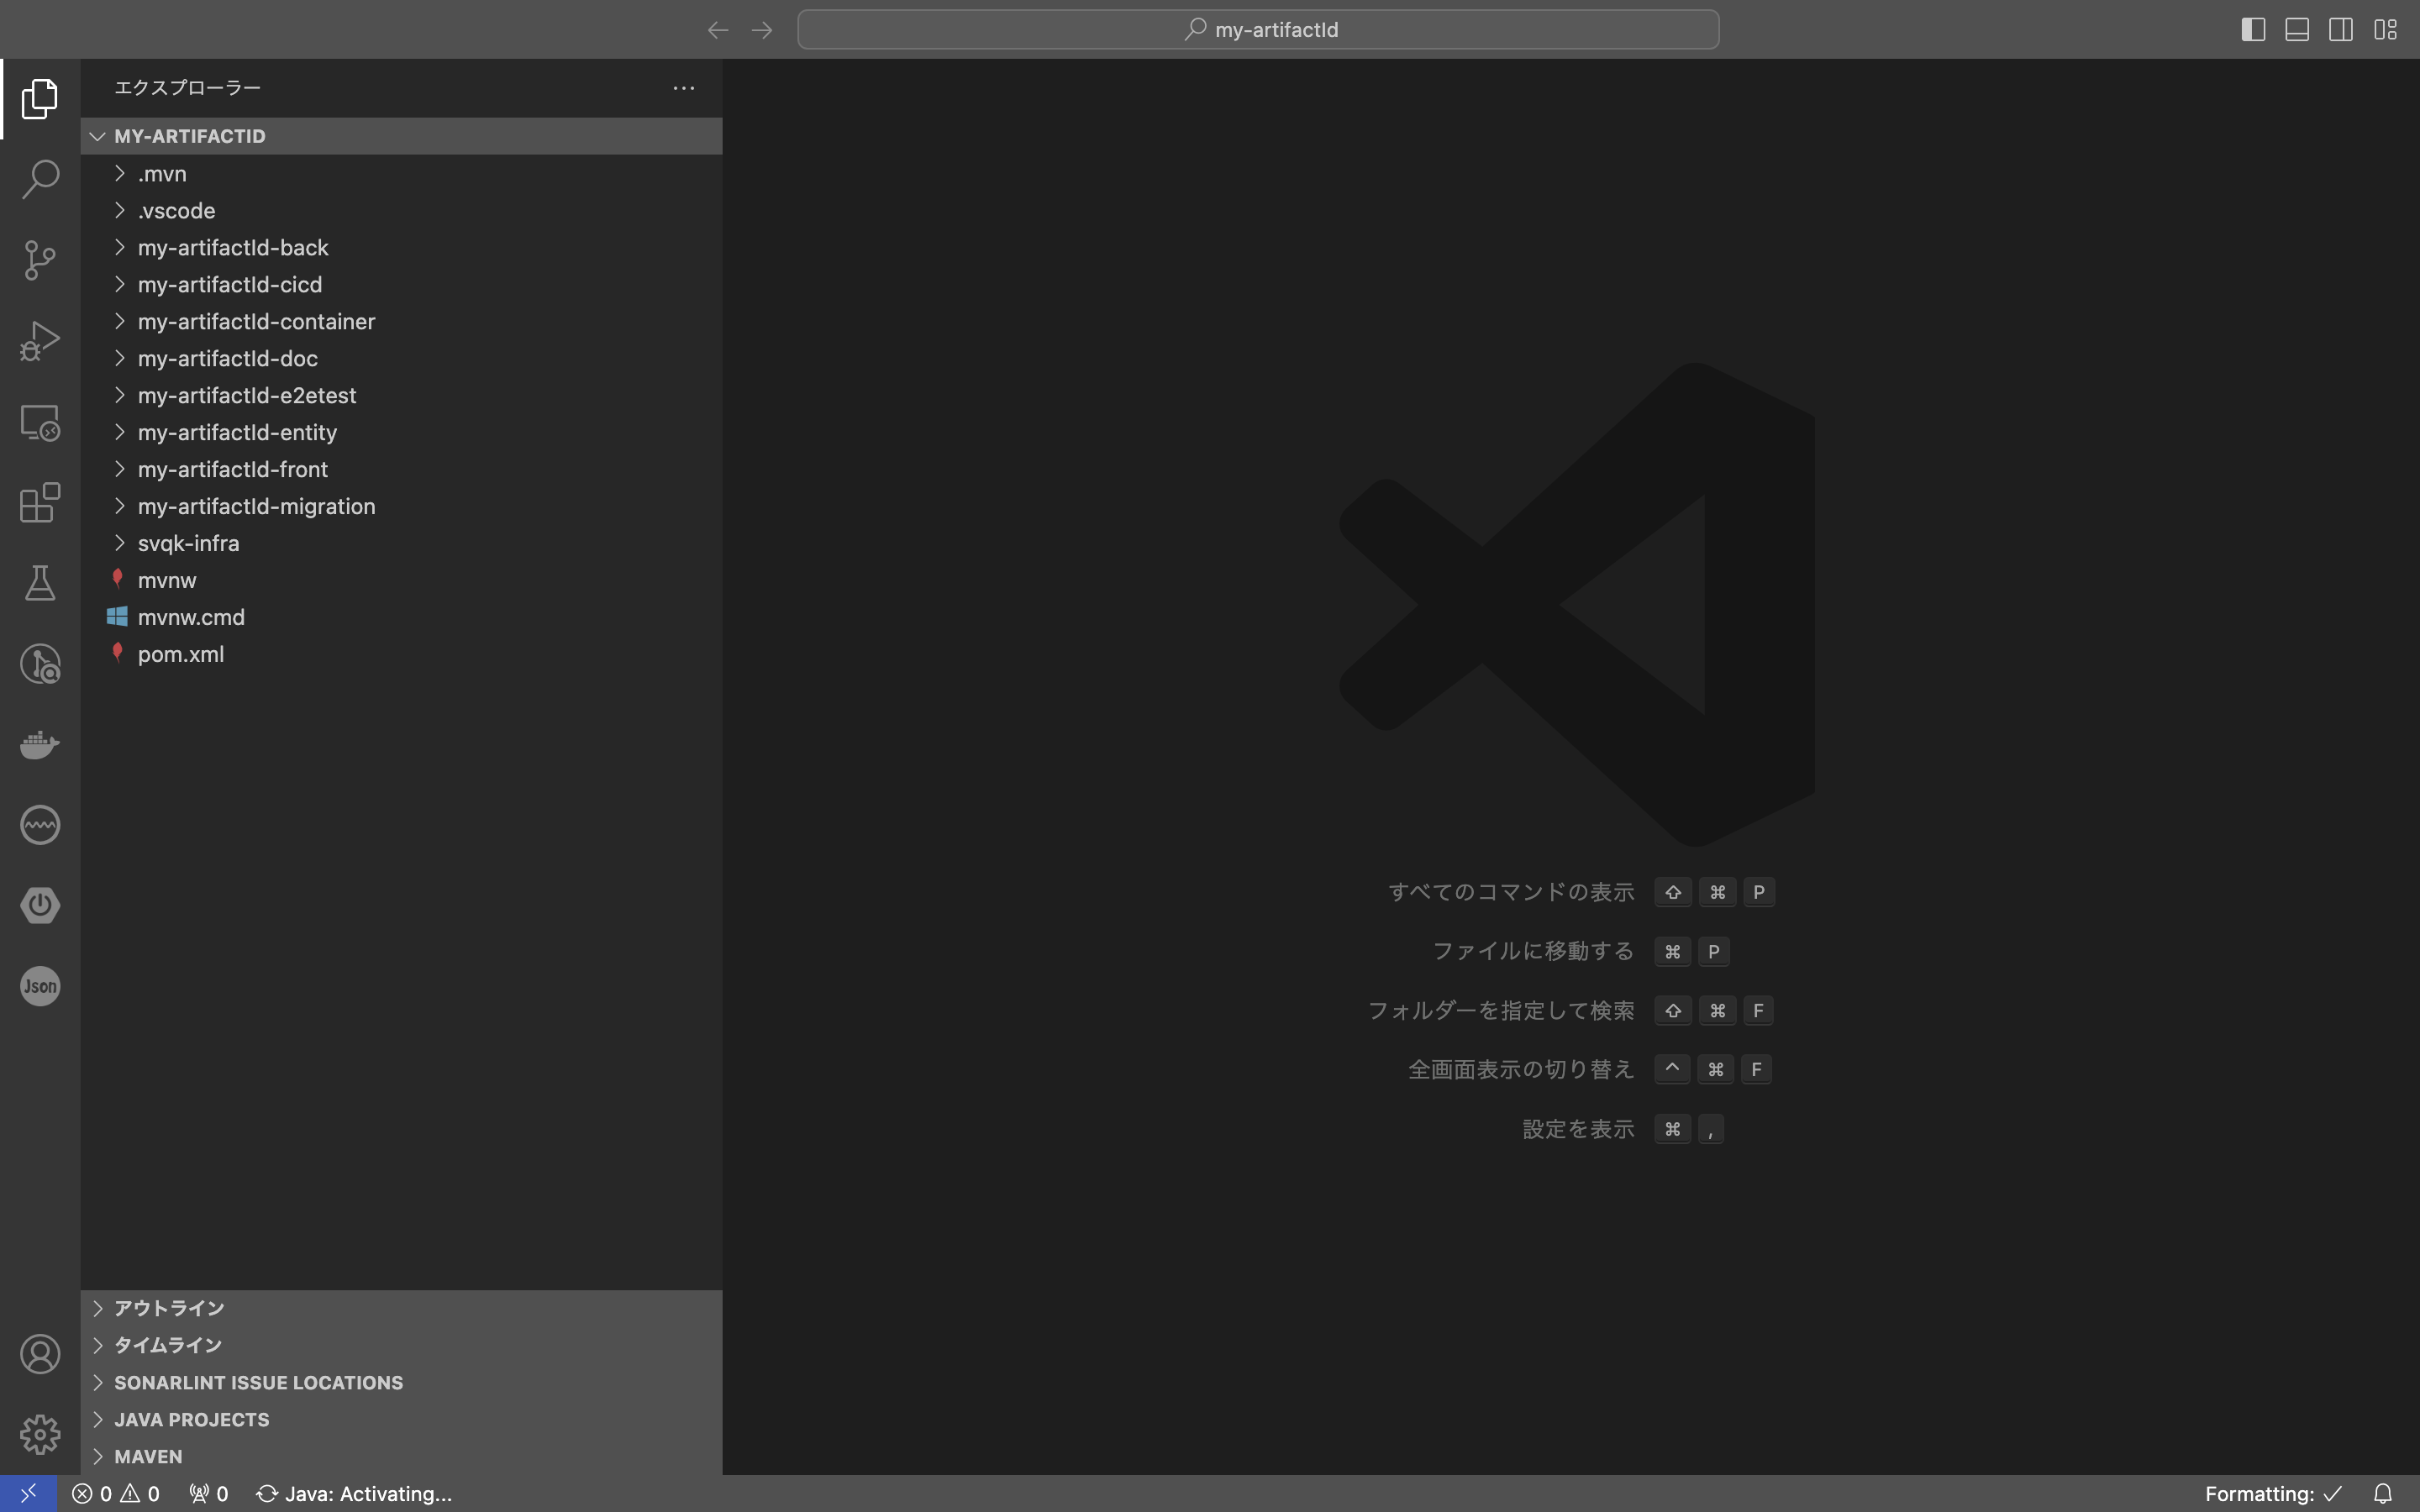 my-artifactId
エクスプローラー
MY-ARTIFACTID
.mvn
.vscode
my-artifactId-back
my-artifactId-cicd
my-artifactId-container
my-artifactId-doc
my-artifactId-e2etest
my-artifactId-entity
my-artifactId-front
my-artifactId-migration
svqk-infra
mvnw
mvnw.cmd
pom.xml
Json
すべてのコマンドの表示 ⇧ ⌘ P
ファイルに移動する ⌘ P
フォルダーを指定して検索 ⇧ ⌘ F
全画面表示の切り替え ^ ⌘ F
設定を表示 ⌘ ,
アウトライン
タイムライン
SONARLINT ISSUE LOCATIONS
JAVA PROJECTS
MAVEN
0 0 0 Java: Activating... Formatting: ✓